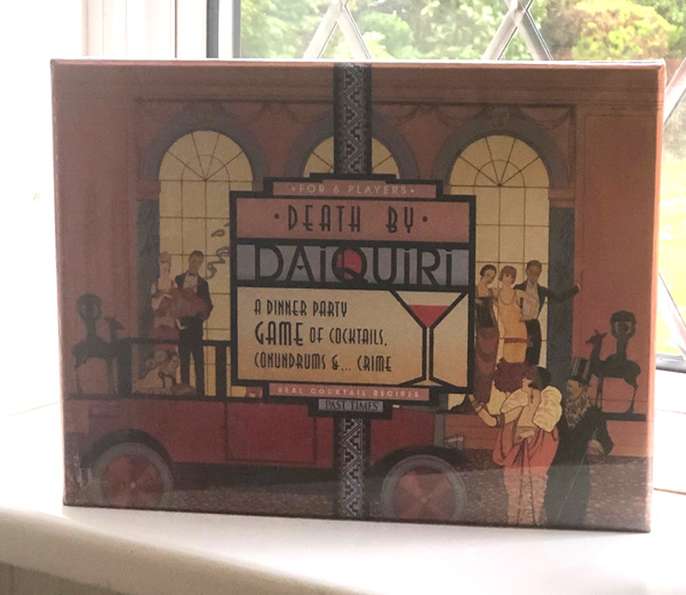 •FOR 6 PLAYERS•
•DEATH BY•
DAiQUiRi
A DINNER PARTY
GAME OF COCKTAILS,
CONUNDRUMS &... CRIME
REAL COCKTAIL RECIPES
PAST TIMES